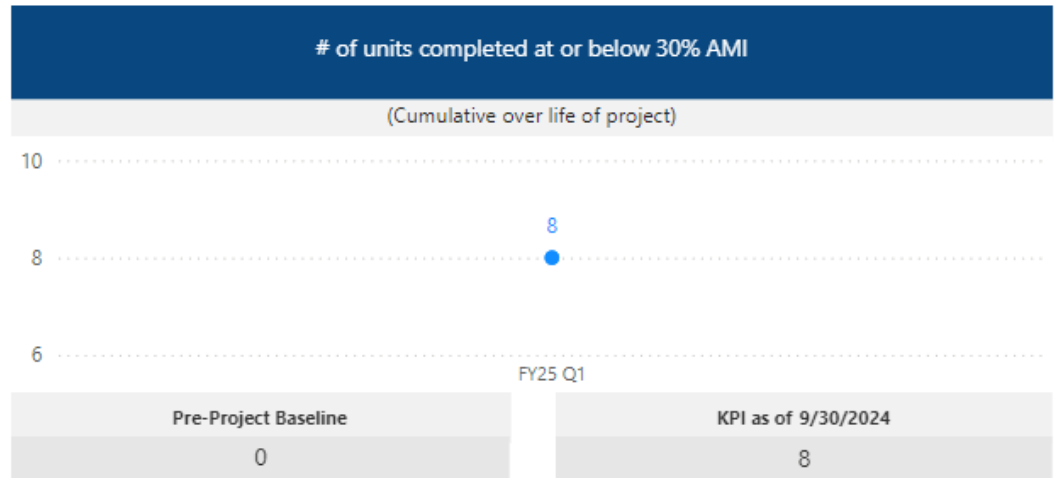 # of units completed at or below 30% AMI
(Cumulative over life of project)
10
8
8
6
FY25 Q1
Pre-Project Baseline
KPI as of 9/30/2024
0
8